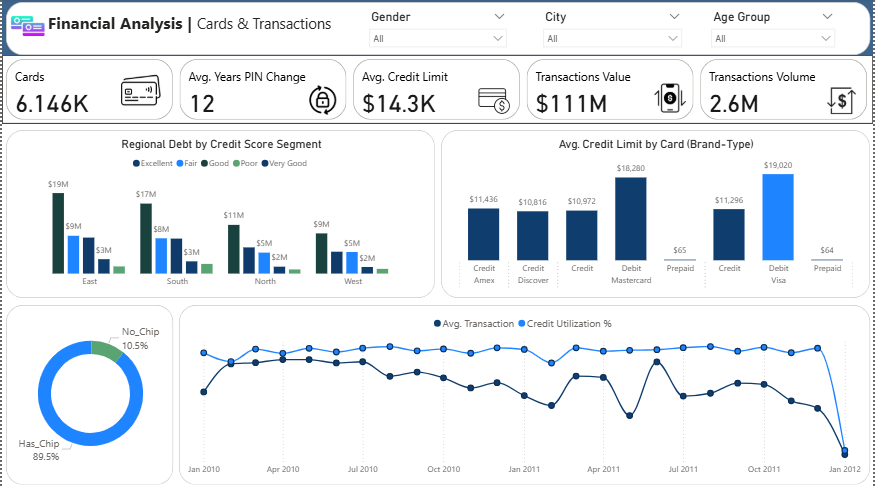 Financial Analysis | Cards & Transactions
Gender
All
City
All
Age Group
All
Cards
6.146K
Avg. Years PIN Change
12
Avg. Credit Limit
$14.3K
Transactions Value
$111M
Transactions Volume
2.6M
Regional Debt by Credit Score Segment
Excellent Fair Good Poor Very Good
$19M
$9M
$3M
$17M
$8M
$3M
$11M
$5M
$2M
$9M
$5M
$2M
East South North West
Avg. Credit Limit by Card (Brand-Type)
$11,436 $10,816 $10,972 $18,280 $65 $11,296 $19,020 $64
Credit Credit Credit Debit Prepaid Credit Debit Prepaid
Amex Discover Mastercard Visa
No_Chip
10.5%
Has_Chip
89.5%
Avg. Transaction Credit Utilization %
Jan 2010 Apr 2010 Jul 2010 Oct 2010 Jan 2011 Apr 2011 Jul 2011 Oct 2011 Jan 2012